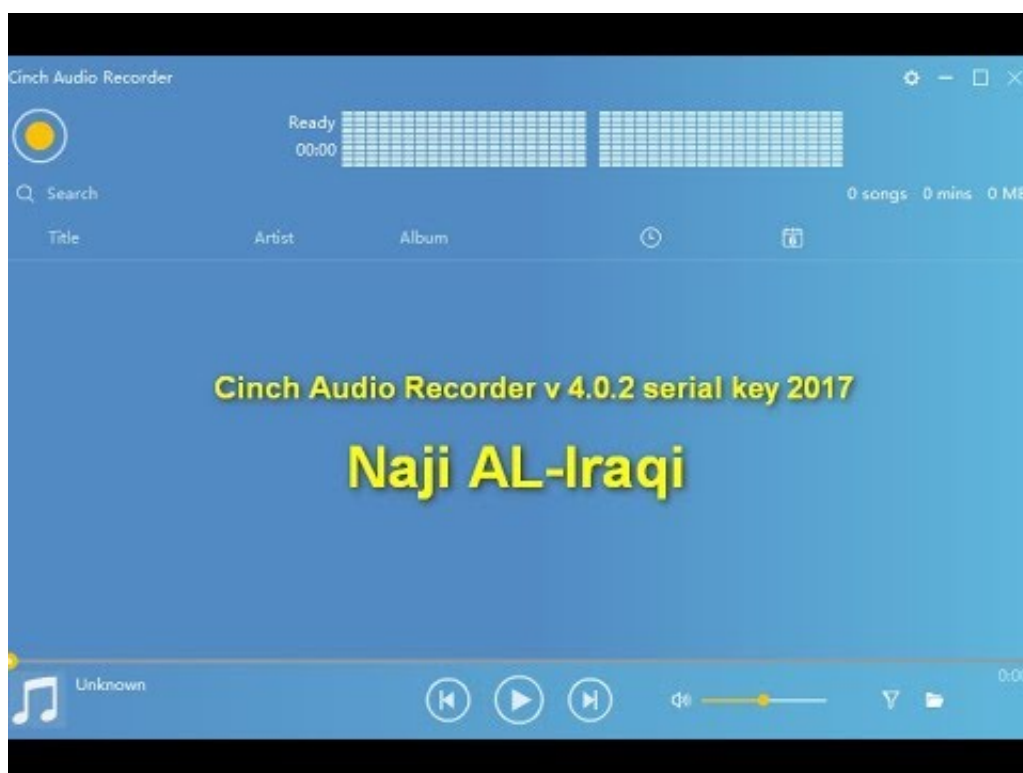 Cinch Audio Recorder
Ready
00:00
Search
0 songs 0 mins 0 MB
Title Artist Album
6
Cinch Audio Recorder v 4.0.2 serial key 2017
Naji AL-Iraqi
Unknown